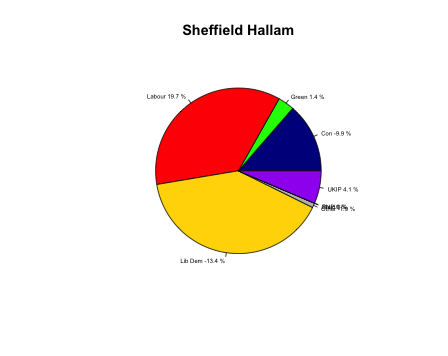 Sheffield Hallam
Labour 19.7 %
Green 1.4 %
Con -9.9 %
UKIP 4.1 %
Lib Dem -13.4 %